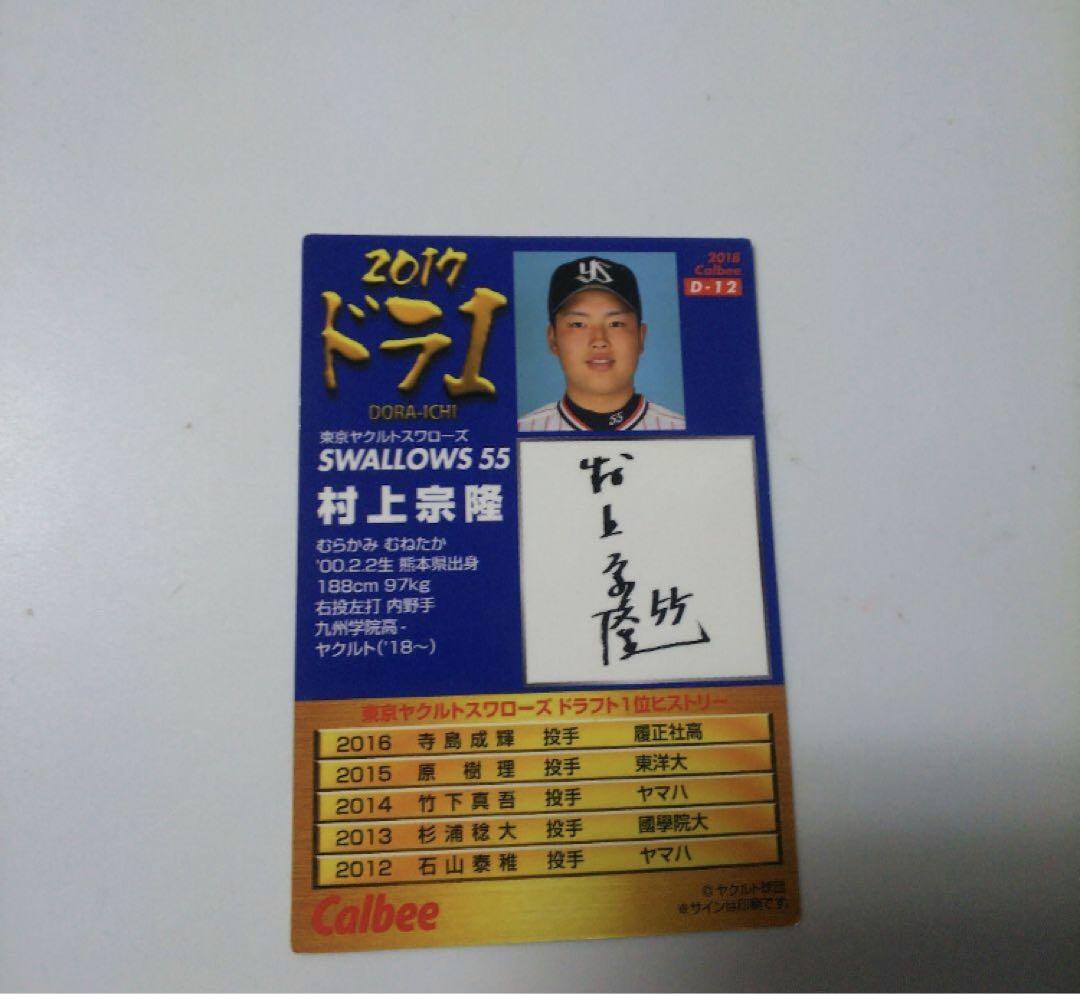 2017
ドラ1
DORA-ICHI
2018
Calbee
D-12
YS
55
東京ヤクルトスワローズ
SWALLOWS 55
村上宗隆
むらかみ むねたか
'00.2.2生 熊本県出身
188cm 97kg
右投左打 内野手
九州学院高-
ヤクルト('18〜)
村上宗隆 55
東京ヤクルトスワローズ ドラフト1位ヒストリー
2016 寺島成輝 投手 履正社高
2015 原 樹理 投手 東洋大
2014 竹下真吾 投手 ヤマハ
2013 杉浦稔大 投手 國學院大
2012 石山泰稚 投手 ヤマハ
Calbee
©ヤクルト球団
※サインは印刷です。